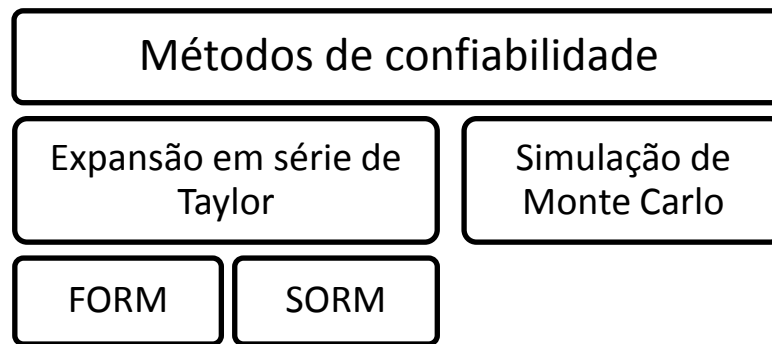 Métodos de confiabilidade
Expansão em série de
Taylor
Simulação de
Monte Carlo
FORM
SORM